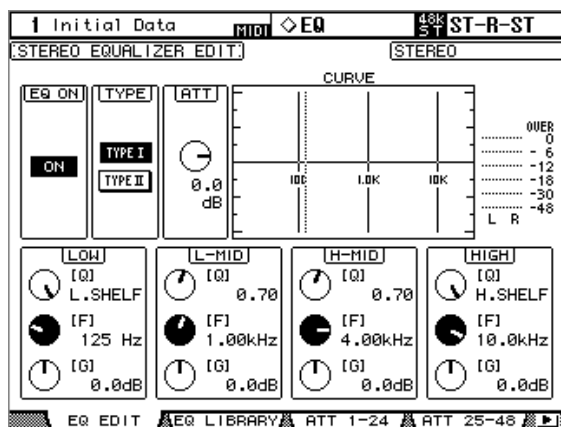 1 Initial Data MIDI ◇EQ 48K ST ST-R-ST
STEREO EQUALIZER EDIT STEREO
CURVE
EQ ON TYPE ATT
ON
TYPE I
TYPE II
0.0
dB
100 1.0K 10K
OVER
0
- 6
-12
-18
-30
-48
L R
LOW L-MID H-MID HIGH
[Q] [Q] [Q] [Q]
L.SHELF 0.70 0.70 H.SHELF
[F] [F] [F] [F]
125 Hz 1.00kHz 4.00kHz 10.0kHz
[G] [G] [G] [G]
0.0dB 0.0dB 0.0dB 0.0dB
EQ EDIT EQ LIBRARY ATT 1-24 ATT 25-48